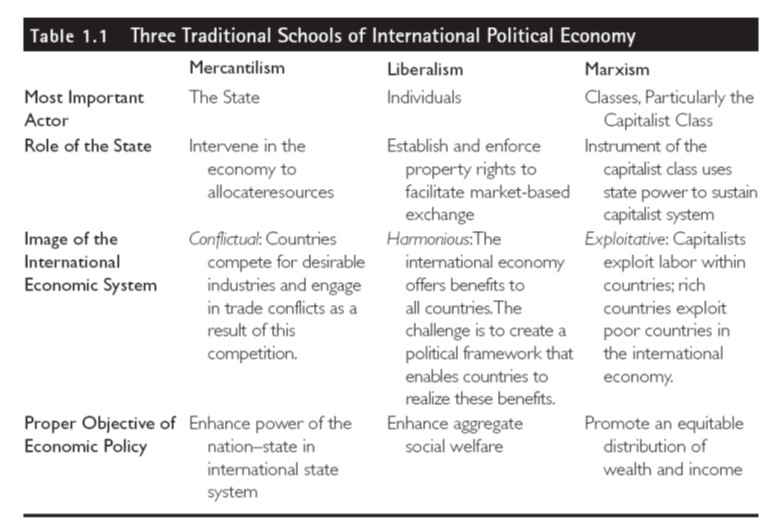 Table 1.1 Three Traditional Schools of International Political Economy
Mercantilism Liberalism Marxism
Most Important Actor
The State
Individuals
Classes, Particularly the
Capitalist Class
Role of the State
Intervene in the
economy to
allocateresources
Establish and enforce
property rights to
facilitate market-based
exchange
Instrument of the
capitalist class uses
state power to sustain
capitalist system
Image of the
International
Economic System
Conflictual: Countries
compete for desirable
industries and engage
in trade conflicts as a
result of this
competition.
Harmonious:The
international economy
offers benefits to
all countries.The
challenge is to create a
political framework that
enables countries to
realize these benefits.
Exploitative: Capitalists
exploit labor within
countries; rich
countries exploit
poor countries in
the international
economy.
Proper Objective of
Economic Policy
Enhance power of the
nation–state in
international state
system
Enhance aggregate
social welfare
Promote an equitable
distribution of
wealth and income